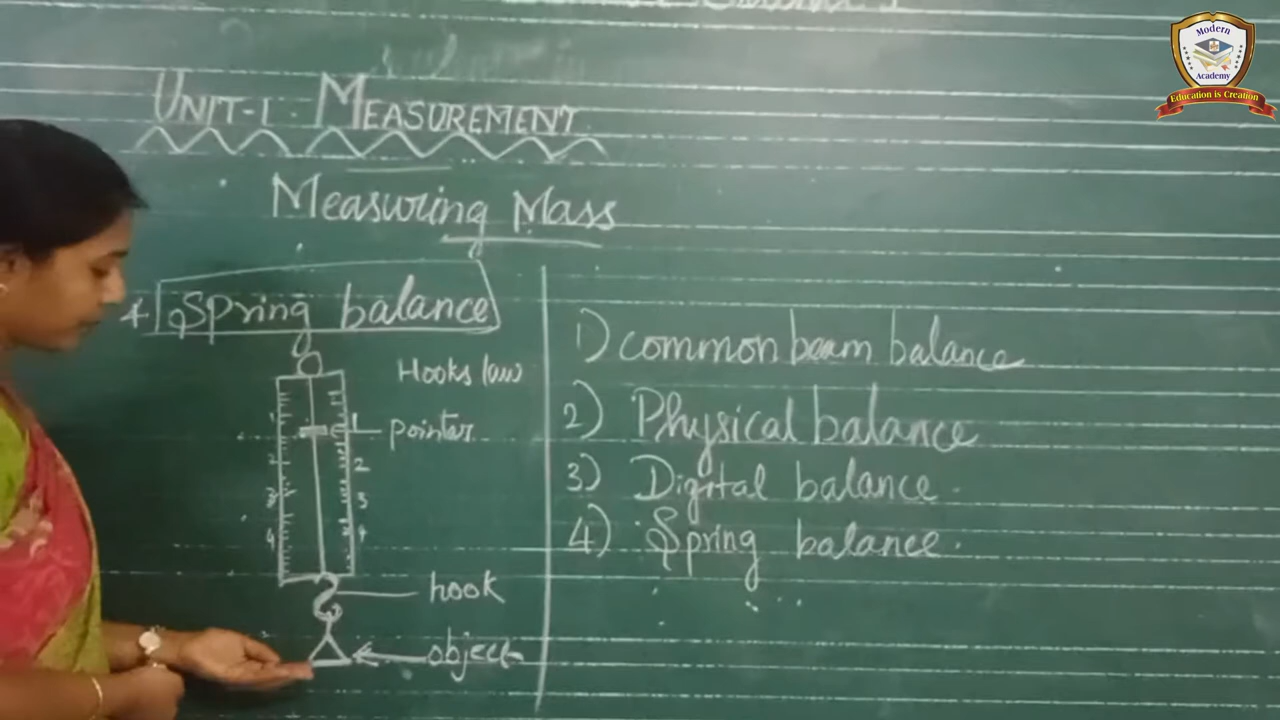 UNIT-1. MEASUREMENT
Measuring Mass
4 Spring balance
Hooks law
1 1
pointer
2 2
3 3
4 4
hook
object
1) common beam balance
2) Physical balance
3) Digital balance.
4) Spring balance.
Modern
Academy
Education is Creation